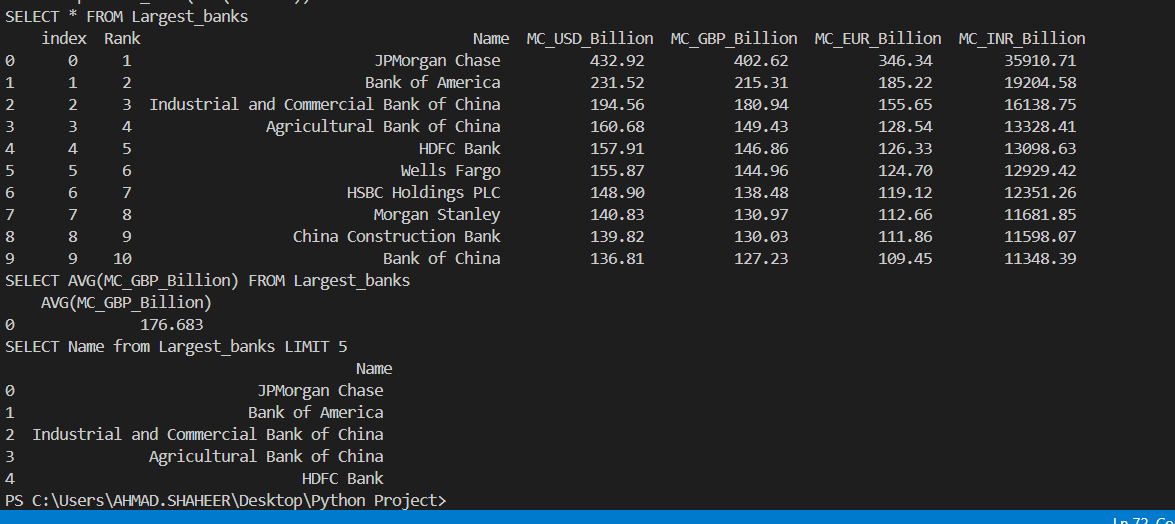 SELECT * FROM Largest_banks
index Rank Name MC_USD_Billion MC_GBP_Billion MC_EUR_Billion MC_INR_Billion
0 0 1 JPMorgan Chase 432.92 402.62 346.34 35910.71
1 1 2 Bank of America 231.52 215.31 185.22 19204.58
2 2 3 Industrial and Commercial Bank of China 194.56 180.94 155.65 16138.75
3 3 4 Agricultural Bank of China 160.68 149.43 128.54 13328.41
4 4 5 HDFC Bank 157.91 146.86 126.33 13098.63
5 5 6 Wells Fargo 155.87 144.96 124.70 12929.42
6 6 7 HSBC Holdings PLC 148.90 138.48 119.12 12351.26
7 7 8 Morgan Stanley 140.83 130.97 112.66 11681.85
8 8 9 China Construction Bank 139.82 130.03 111.86 11598.07
9 9 10 Bank of China 136.81 127.23 109.45 11348.39
SELECT AVG(MC_GBP_Billion) FROM Largest_banks
AVG(MC_GBP_Billion)
0 176.683
SELECT Name from Largest_banks LIMIT 5
Name
0 JPMorgan Chase
1 Bank of America
2 Industrial and Commercial Bank of China
3 Agricultural Bank of China
4 HDFC Bank
PS C:\Users\AHMAD.SHAHEER\Desktop\Python Project>